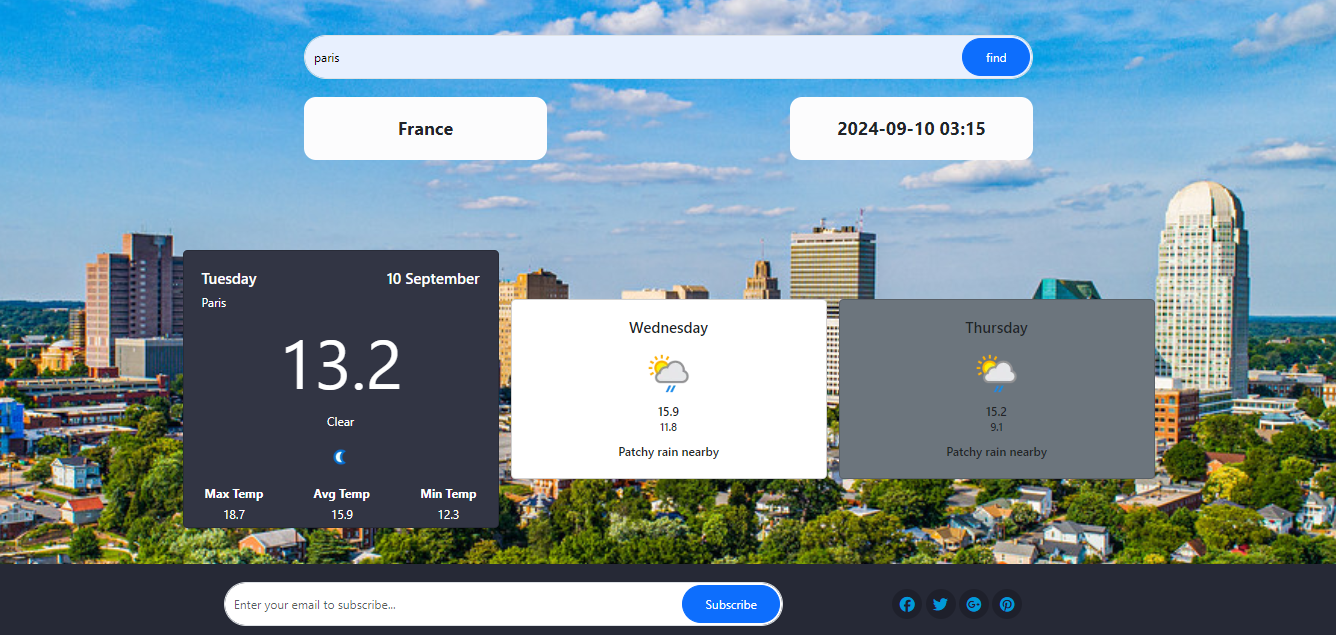 paris
find
France
2024-09-10 03:15
Tuesday
10 September
Paris
13.2
Clear
Max Temp
Avg Temp
Min Temp
18.7
15.9
12.3
Wednesday
15.9
11.8
Patchy rain nearby
Thursday
15.2
9.1
Patchy rain nearby
Enter your email to subscribe...
Subscribe